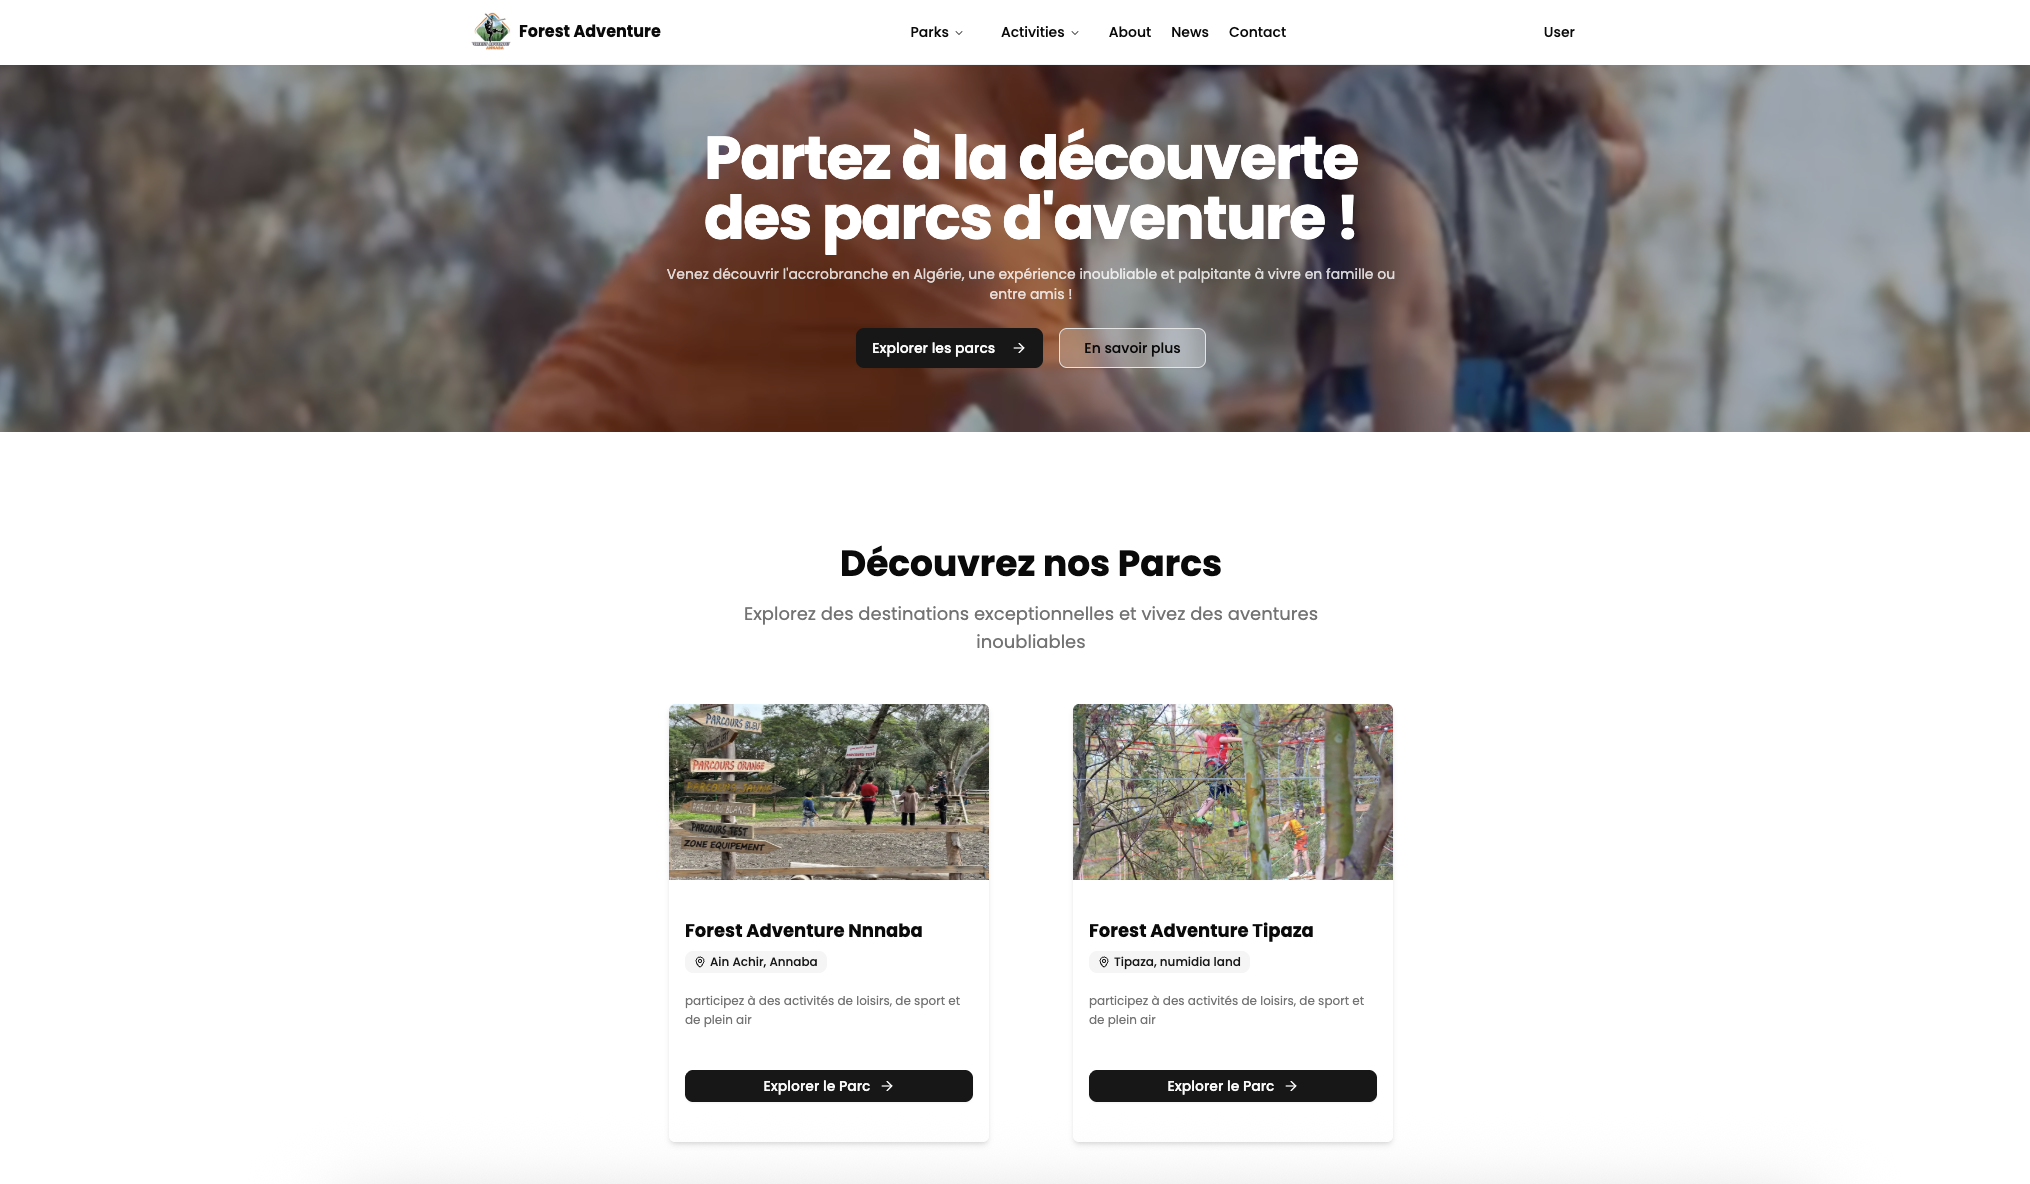 Forest Adventure
Parks
Activities
About
News
Contact
User
Partez à la découverte
des parcs d'aventure !
Venez découvrir l'accrobranche en Algérie, une expérience inoubliable et palpitante à vivre en famille ou
entre amis !
Explorer les parcs
En savoir plus
Découvrez nos Parcs
Explorez des destinations exceptionnelles et vivez des aventures
inoubliables
PARCOURS BLEU
PARCOURS ORANGE
PARCOURS JAUNE
PARCOURS BLANCS
PARCOURS TEST
ZONE EQUIPEMENT
Forest Adventure Nnnaba
Ain Achir, Annaba
participez à des activités de loisirs, de sport et
de plein air
Explorer le Parc
Forest Adventure Tipaza
Tipaza, numidia land
participez à des activités de loisirs, de sport et
de plein air
Explorer le Parc